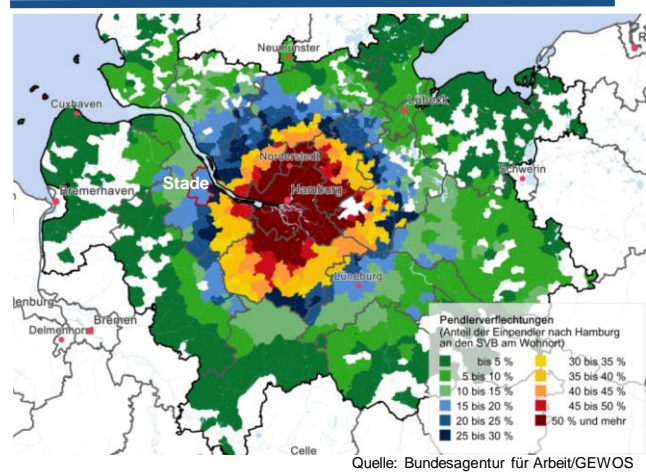 Neumünster
Cuxhaven
Lübeck
Norderstedt
Schwerin
Stade
Hamburg
Bremerhaven
Lüneburg
Bremen
Delmenhorst
Celle
Pendlerverflechtungen
(Anteil der Einpendler nach Hamburg
an den SVB am Wohnort)
bis 5 %
5 bis 10 %
10 bis 15 %
15 bis 20 %
20 bis 25 %
25 bis 30 %
30 bis 35 %
35 bis 40 %
40 bis 45 %
45 bis 50 %
50 % und mehr
Quelle: Bundesagentur für Arbeit/GEWOS